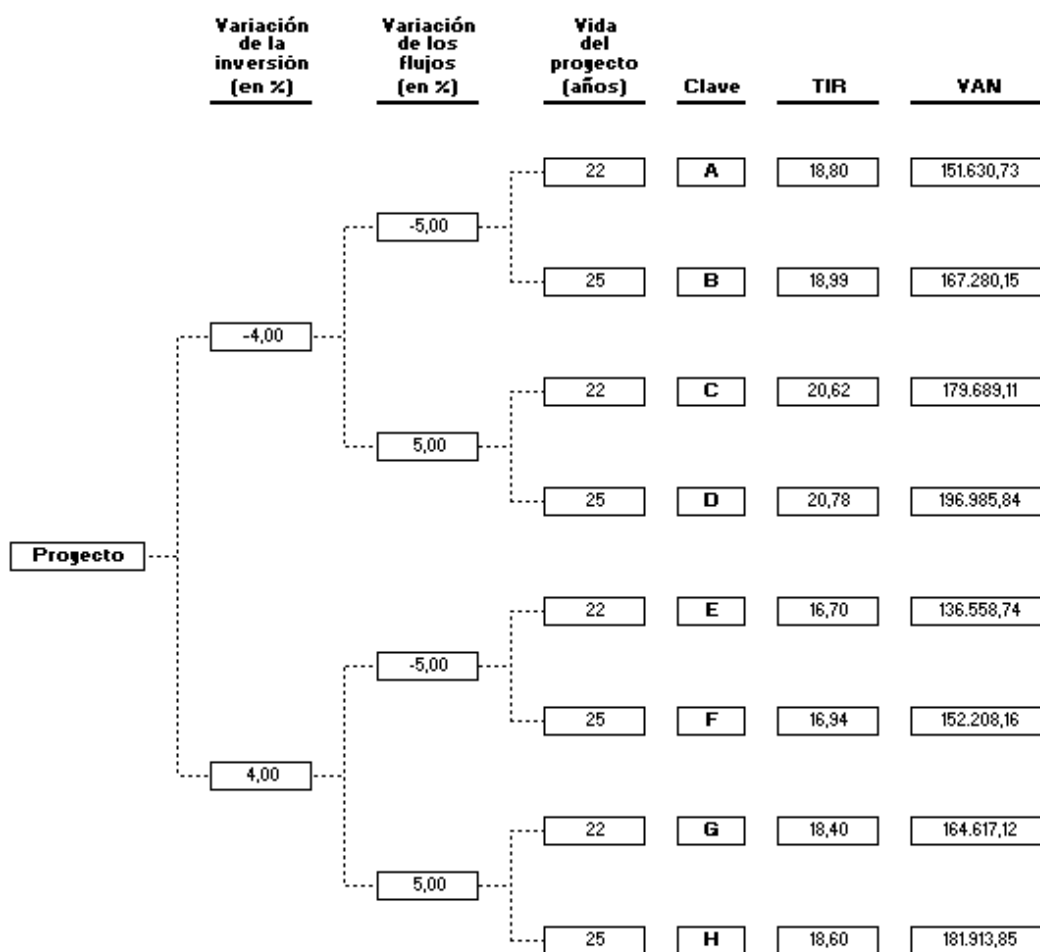 Variación
de la
inversión
(en %)
Variación
de los
flujos
(en %)
Vida
del
proyecto
(años)
Clave
TIR
VAN
22 A 18,80 151.630,73
-5,00
25 B 18,99 167.280,15
-4,00
22 C 20,62 179.689,11
5,00
25 D 20,78 196.985,84
Proyecto
22 E 16,70 136.558,74
-5,00
25 F 16,94 152.208,16
4,00
22 G 18,40 164.617,12
5,00
25 H 18,60 181.913,85